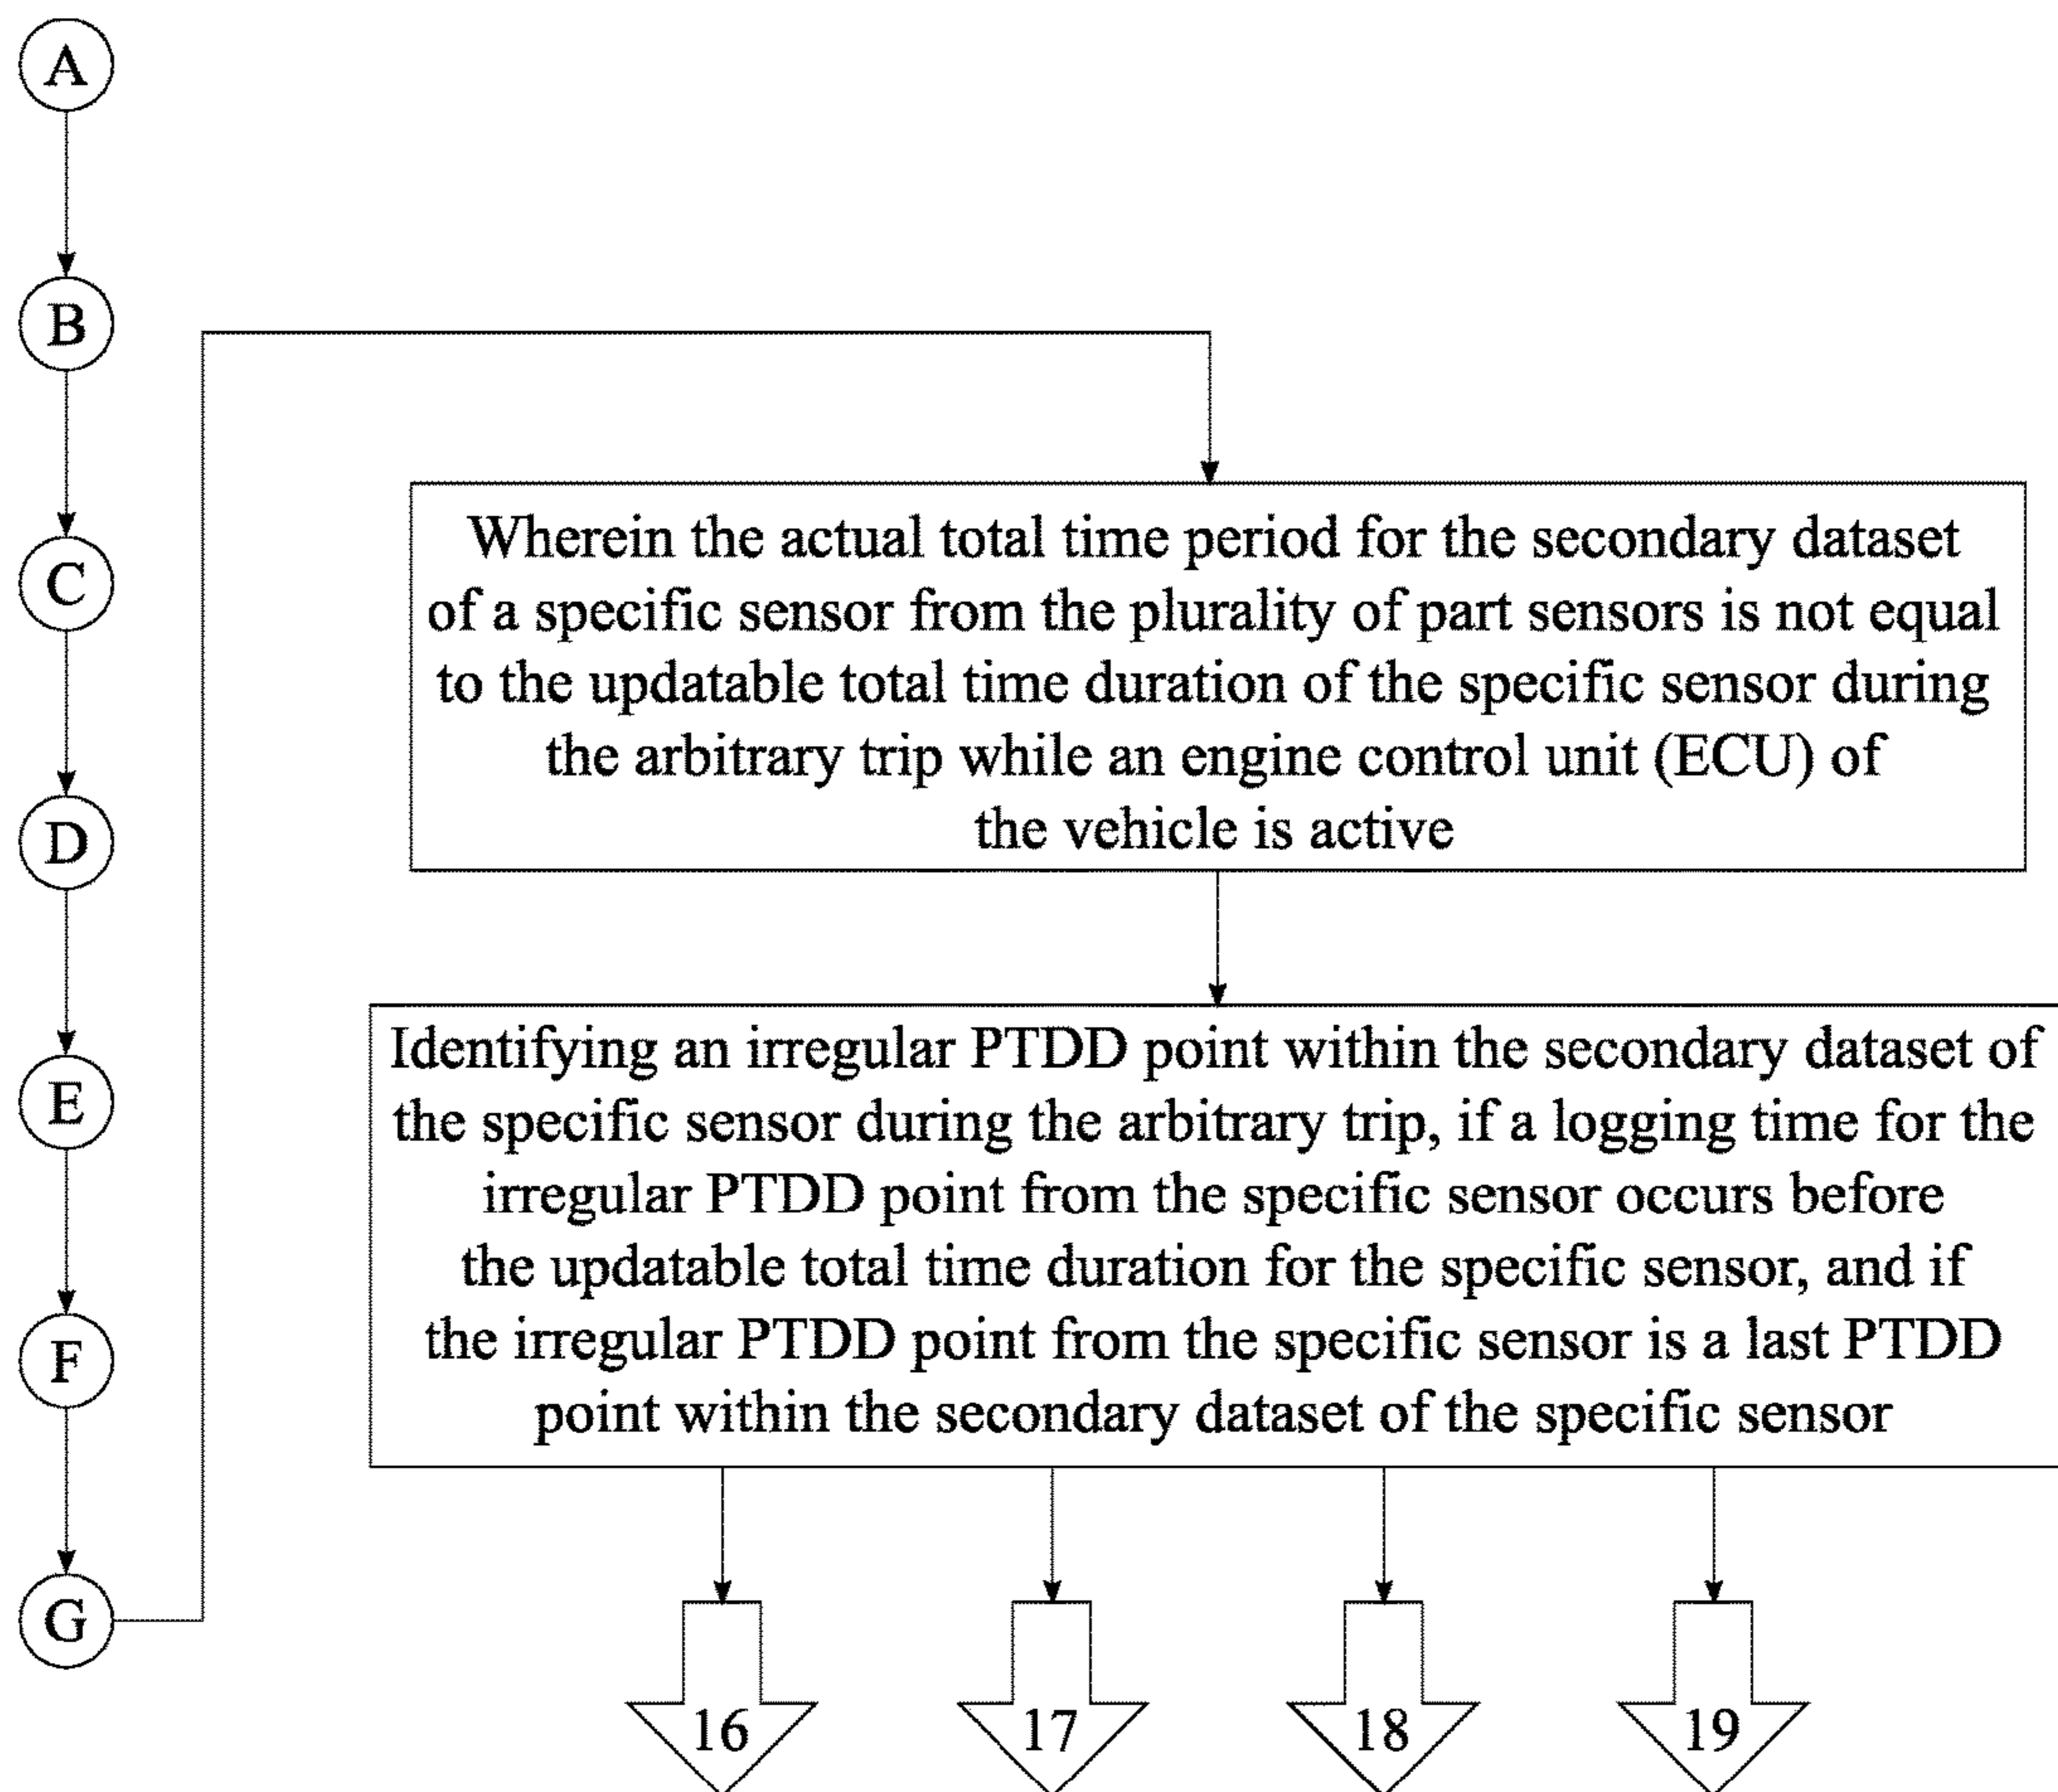 A
B
C
D
E
F
G
Wherein the actual total time period for the secondary dataset
of a specific sensor from the plurality of part sensors is not equal
to the updatable total time duration of the specific sensor during
the arbitrary trip while an engine control unit (ECU) of
the vehicle is active
Identifying an irregular PTDD point within the secondary dataset of
the specific sensor during the arbitrary trip, if a logging time for the
irregular PTDD point from the specific sensor occurs before
the updatable total time duration for the specific sensor, and if
the irregular PTDD point from the specific sensor is a last PTDD
point within the secondary dataset of the specific sensor
16
17
18
19